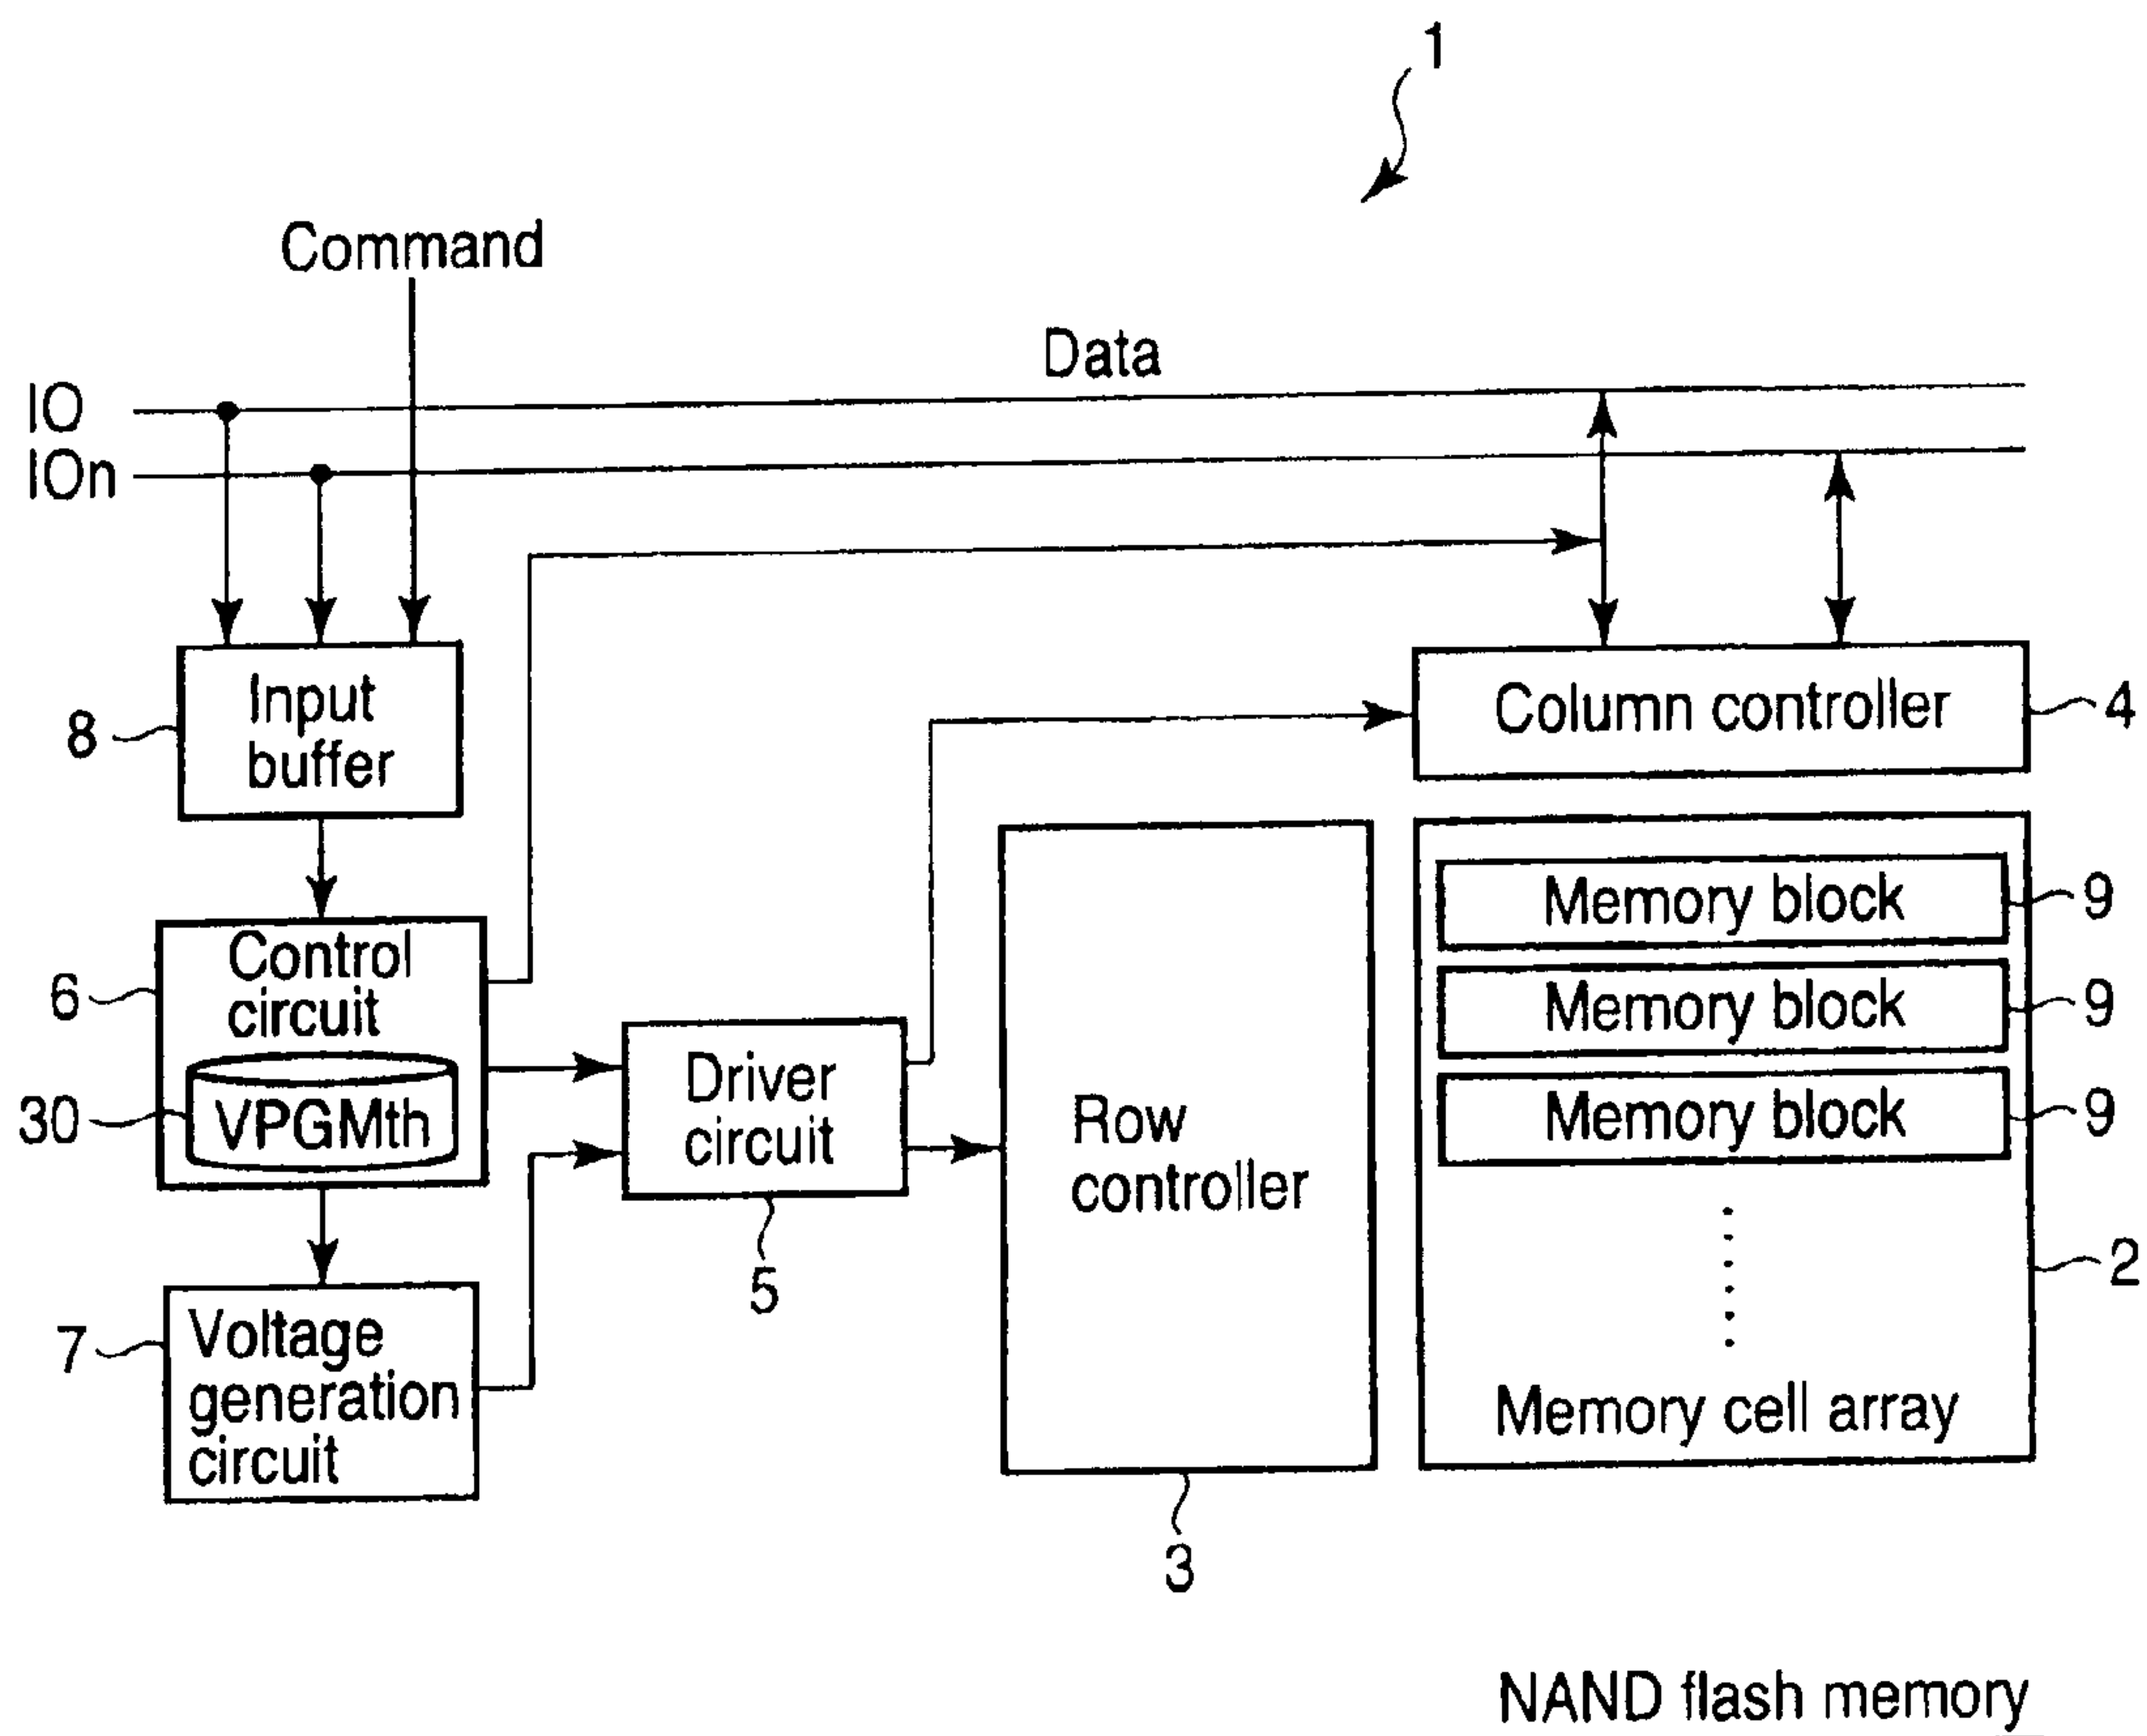 1
Command
Data
IO
IOn
Input
buffer
8
Column controller
4
Control
circuit
6
VPGMth
30
Driver
circuit
5
Row
controller
3
Memory block
9
Memory block
9
Memory block
9
Memory cell array
2
Voltage
generation
circuit
7
NAND flash memory